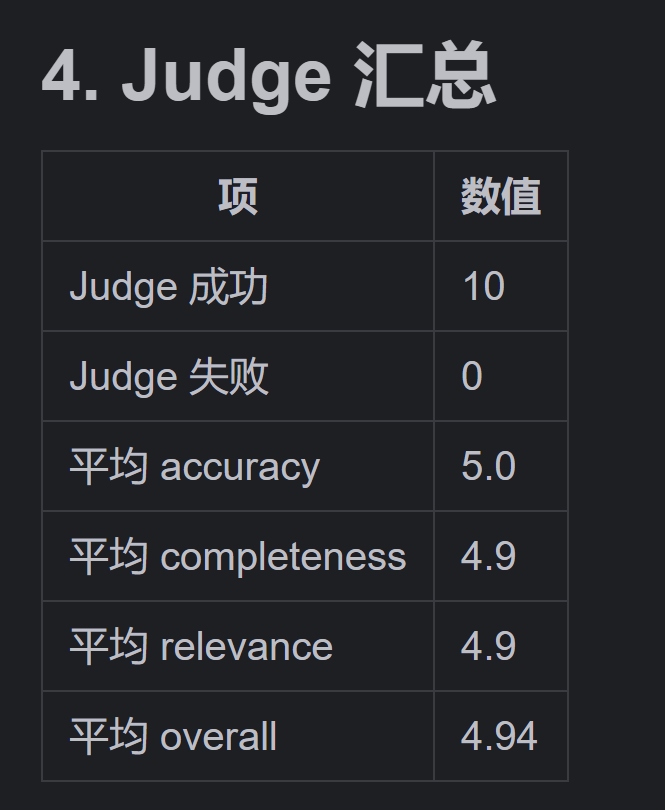 4. Judge 汇总
项 数值
Judge 成功 10
Judge 失败 0
平均 accuracy 5.0
平均 completeness 4.9
平均 relevance 4.9
平均 overall 4.94